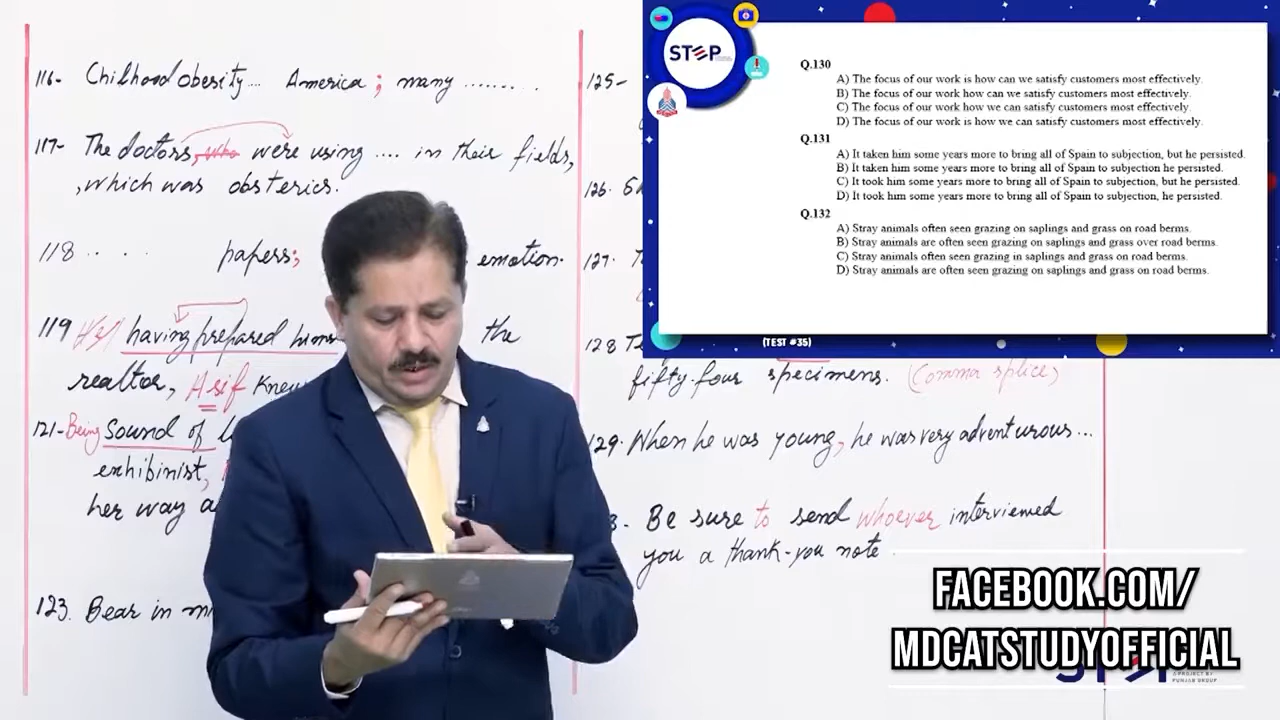 116- Chilhood obesity... America ; many ........
117- The doctors, who were using .... in their fields,
,which was obsterics.
118 . . . . papers; emotion.
119 He/ having prepared hims the
realtor, Asif Knew
121- Being Sound of
exhibinist,
her way a
123. Bear in mi
125-
126.
127.
128 Te
fifty-four specimens. (Comma splice)
129. When he was young, he was very adventurous...
Be sure to send whoever interviewed
you a thank-you note
STEP
Q.130
A) The focus of our work is how can we satisfy customers most effectively.
B) The focus of our work how can we satisfy customers most effectively.
C) The focus of our work how we can satisfy customers most effectively.
D) The focus of our work is how we can satisfy customers most effectively.
Q.131
A) It taken him some years more to bring all of Spain to subjection, but he persisted.
B) It taken him some years more to bring all of Spain to subjection he persisted.
C) It took him some years more to bring all of Spain to subjection, but he persisted.
D) It took him some years more to bring all of Spain to subjection, he persisted.
Q.132
A) Stray animals often seen grazing on saplings and grass on road berms.
B) Stray animals are often seen grazing on saplings and grass over road berms.
C) Stray animals often seen grazing in saplings and grass on road berms.
D) Stray animals are often seen grazing on saplings and grass on road berms.
(TEST #35)
FACEBOOK.COM/
MDCATSTUDYOFFICIAL
A PROJECT BY
PUNJAB GROUP